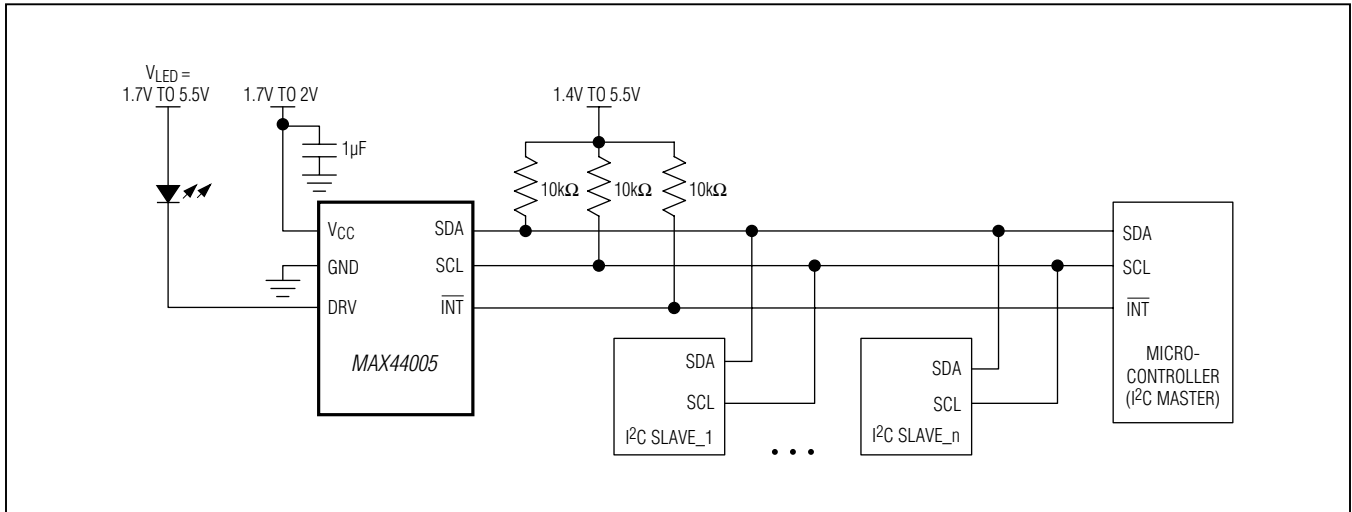 VLED =
1.7V TO 5.5V
1.7V TO 2V
1.4V TO 5.5V
1µF
10kΩ
10kΩ
10kΩ
VCC
GND
DRV
SDA
SCL
INT
MAX44005
SDA
SCL
I2C SLAVE_1
• • •
SDA
SCL
I2C SLAVE_n
SDA
SCL
INT
MICRO-
CONTROLLER
(I2C MASTER)